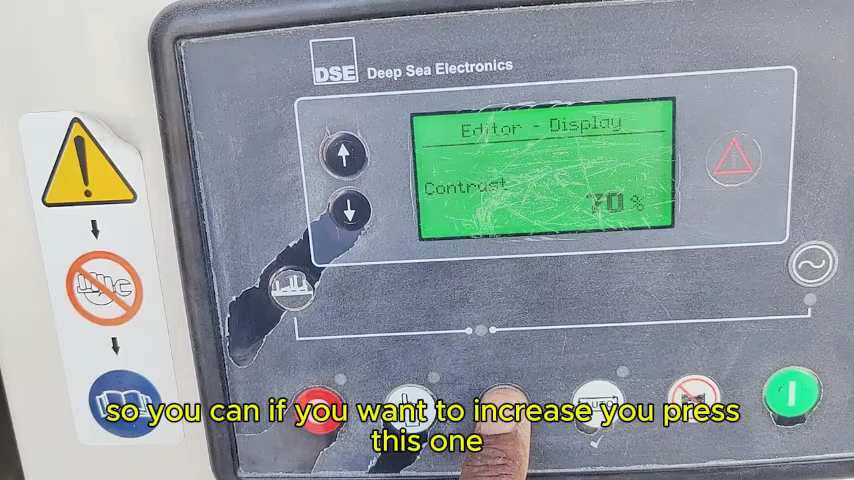 DSE Deep Sea Electronics
Editor - Display
Contrast
70 %
so you can if you want to increase you press
this one